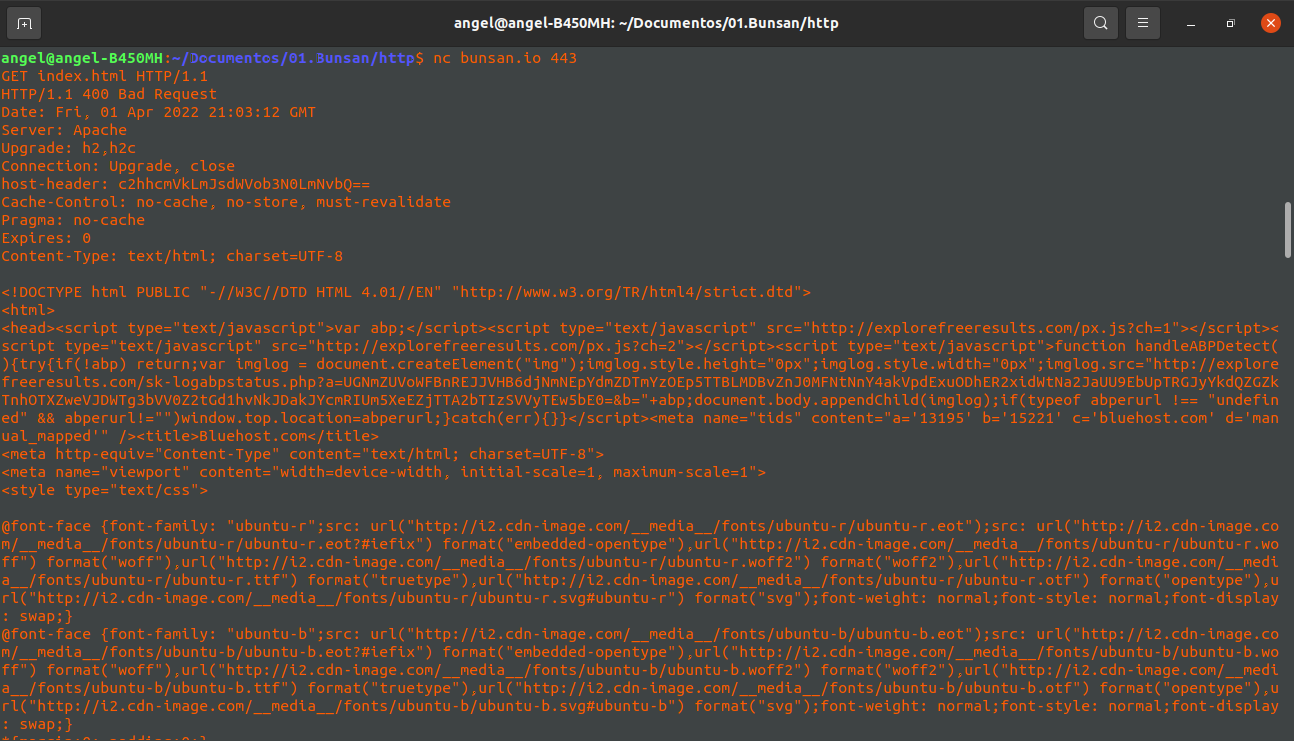 angel@angel-B450MH: ~/Documentos/01.Bunsan/http
angel@angel-B450MH:~/Documentos/01.Bunsan/http$ nc bunsan.io 443
GET index.html HTTP/1.1
HTTP/1.1 400 Bad Request
Date: Fri, 01 Apr 2022 21:03:12 GMT
Server: Apache
Upgrade: h2,h2c
Connection: Upgrade, close
host-header: c2hhcmVkLmJsdWVob3N0LmNvbQ==
Cache-Control: no-cache, no-store, must-revalidate
Pragma: no-cache
Expires: 0
Content-Type: text/html; charset=UTF-8
<!DOCTYPE html PUBLIC "-//W3C//DTD HTML 4.01//EN" "http://www.w3.org/TR/html4/strict.dtd">
<html>
<head><script type="text/javascript">var abp;</script><script type="text/javascript" src="http://explorefreeresults.com/px.js?ch=1"></script><
script type="text/javascript" src="http://explorefreeresults.com/px.js?ch=2"></script><script type="text/javascript">function handleABPDetect(
){try{if(!abp) return;var imglog = document.createElement("img");imglog.style.height="0px";imglog.style.width="0px";imglog.src="http://explore
freeresults.com/sk-logabpstatus.php?a=UGNmZUVoWFBnREJJVHB6djNmNEpYdmZDTmYzOEp5TTBLMDBvZnJ0MFNtNnY4akVpdExuODhER2xidWtNa2JaUU9EbUpTRGJyYkdQZGZk
TnhOTXZweVJDWTg3bVV0Z2tGd1hvNkJDakJYcmRIUm5XeEZjTTA2bTIzSVVyTEw5bE0=&b="+abp;document.body.appendChild(imglog);if(typeof abperurl !== "undefin
ed" && abperurl!="")window.top.location=abperurl;}catch(err){}}</script><meta name="tids" content="a='13195' b='15221' c='bluehost.com' d='man
ual_mapped'" /><title>Bluehost.com</title>
<meta http-equiv="Content-Type" content="text/html; charset=UTF-8">
<meta name="viewport" content="width=device-width, initial-scale=1, maximum-scale=1">
<style type="text/css">
@font-face {font-family: "ubuntu-r";src: url("http://i2.cdn-image.com/__media__/fonts/ubuntu-r/ubuntu-r.eot");src: url("http://i2.cdn-image.co
m/__media__/fonts/ubuntu-r/ubuntu-r.eot?#iefix") format("embedded-opentype"),url("http://i2.cdn-image.com/__media__/fonts/ubuntu-r/ubuntu-r.wo
ff") format("woff"),url("http://i2.cdn-image.com/__media__/fonts/ubuntu-r/ubuntu-r.woff2") format("woff2"),url("http://i2.cdn-image.com/__medi
a__/fonts/ubuntu-r/ubuntu-r.ttf") format("truetype"),url("http://i2.cdn-image.com/__media__/fonts/ubuntu-r/ubuntu-r.otf") format("opentype"),u
rl("http://i2.cdn-image.com/__media__/fonts/ubuntu-r/ubuntu-r.svg#ubuntu-r") format("svg");font-weight: normal;font-style: normal;font-display
: swap;}
@font-face {font-family: "ubuntu-b";src: url("http://i2.cdn-image.com/__media__/fonts/ubuntu-b/ubuntu-b.eot");src: url("http://i2.cdn-image.co
m/__media__/fonts/ubuntu-b/ubuntu-b.eot?#iefix") format("embedded-opentype"),url("http://i2.cdn-image.com/__media__/fonts/ubuntu-b/ubuntu-b.wo
ff") format("woff"),url("http://i2.cdn-image.com/__media__/fonts/ubuntu-b/ubuntu-b.woff2") format("woff2"),url("http://i2.cdn-image.com/__medi
a__/fonts/ubuntu-b/ubuntu-b.ttf") format("truetype"),url("http://i2.cdn-image.com/__media__/fonts/ubuntu-b/ubuntu-b.otf") format("opentype"),u
rl("http://i2.cdn-image.com/__media__/fonts/ubuntu-b/ubuntu-b.svg#ubuntu-b") format("svg");font-weight: normal;font-style: normal;font-display
: swap;}